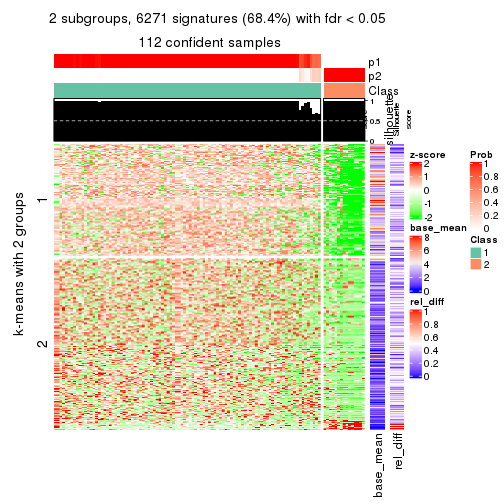 2 subgroups, 6271 signatures (68.4%) with fdr < 0.05
112 confident samples
p1
p2
Class
1
0.5
0
silhouette
Silhouette
score
k-means with 2 groups
1
2
base_mean
rel_diff
z-score
2
1
0
-1
-2
base_mean
8
6
4
2
0
rel_diff
1
0.8
0.6
0.4
0.2
0
Prob
1
0.8
0.6
0.4
0.2
0
Class
1
2